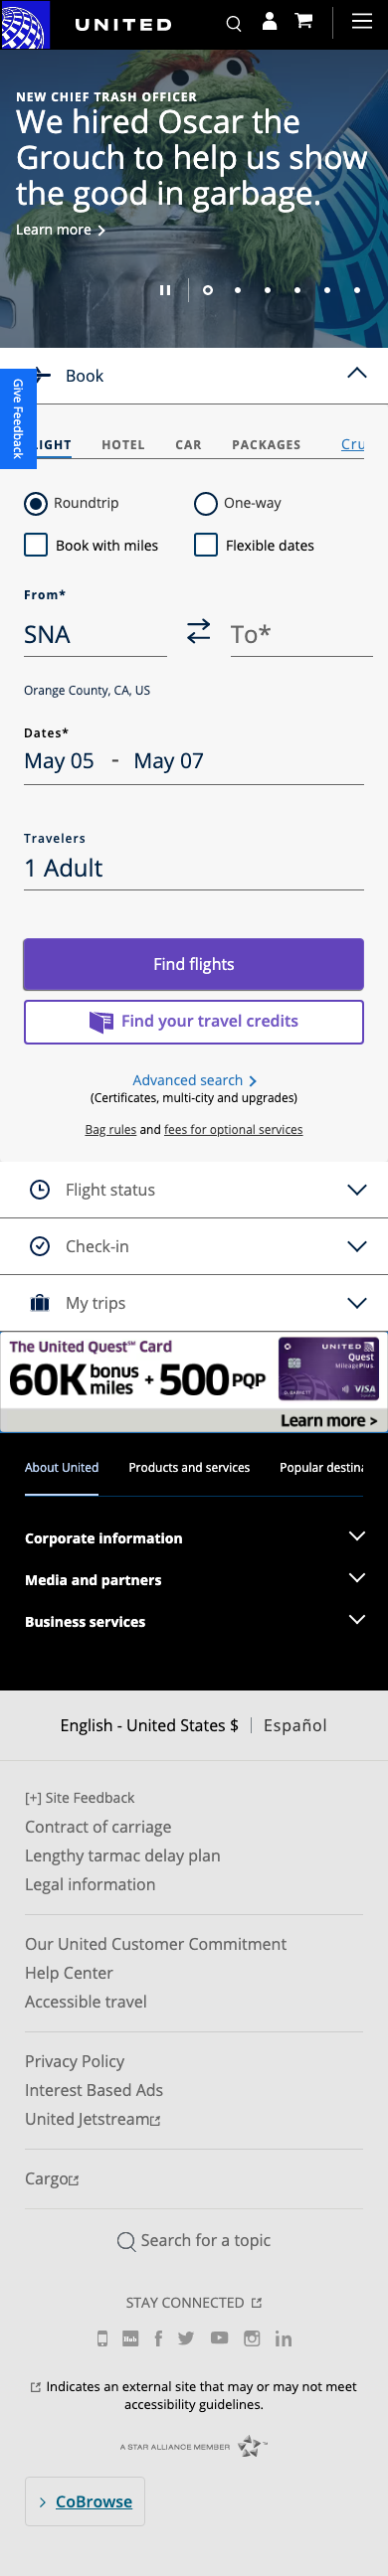 UNITED
NEW CHIEF TRASH OFFICER
We hired Oscar the
Grouch to help us show
the good in garbage.
Learn more
Book
Give Feedback
LIGHT HOTEL CAR PACKAGES Cru
Roundtrip One-way
Book with miles Flexible dates
From*
SNA To*
Orange County, CA, US
Dates*
May 05 - May 07
Travelers
1 Adult
Find flights
Find your travel credits
Advanced search
(Certificates, multi-city and upgrades)
Bag rules and fees for optional services
Flight status
Check-in
My trips
The United Quest℠ Card
60K bonus miles + 500 PQP
UNITED
Quest
MileagePlus
VISA
Learn more >
About United Products and services Popular destina
Corporate information
Media and partners
Business services
English - United States $ Español
[+] Site Feedback
Contract of carriage
Lengthy tarmac delay plan
Legal information
Our United Customer Commitment
Help Center
Accessible travel
Privacy Policy
Interest Based Ads
United Jetstream
Cargo
Search for a topic
STAY CONNECTED
Hub
Indicates an external site that may or may not meet
accessibility guidelines.
A STAR ALLIANCE MEMBER ™
CoBrowse